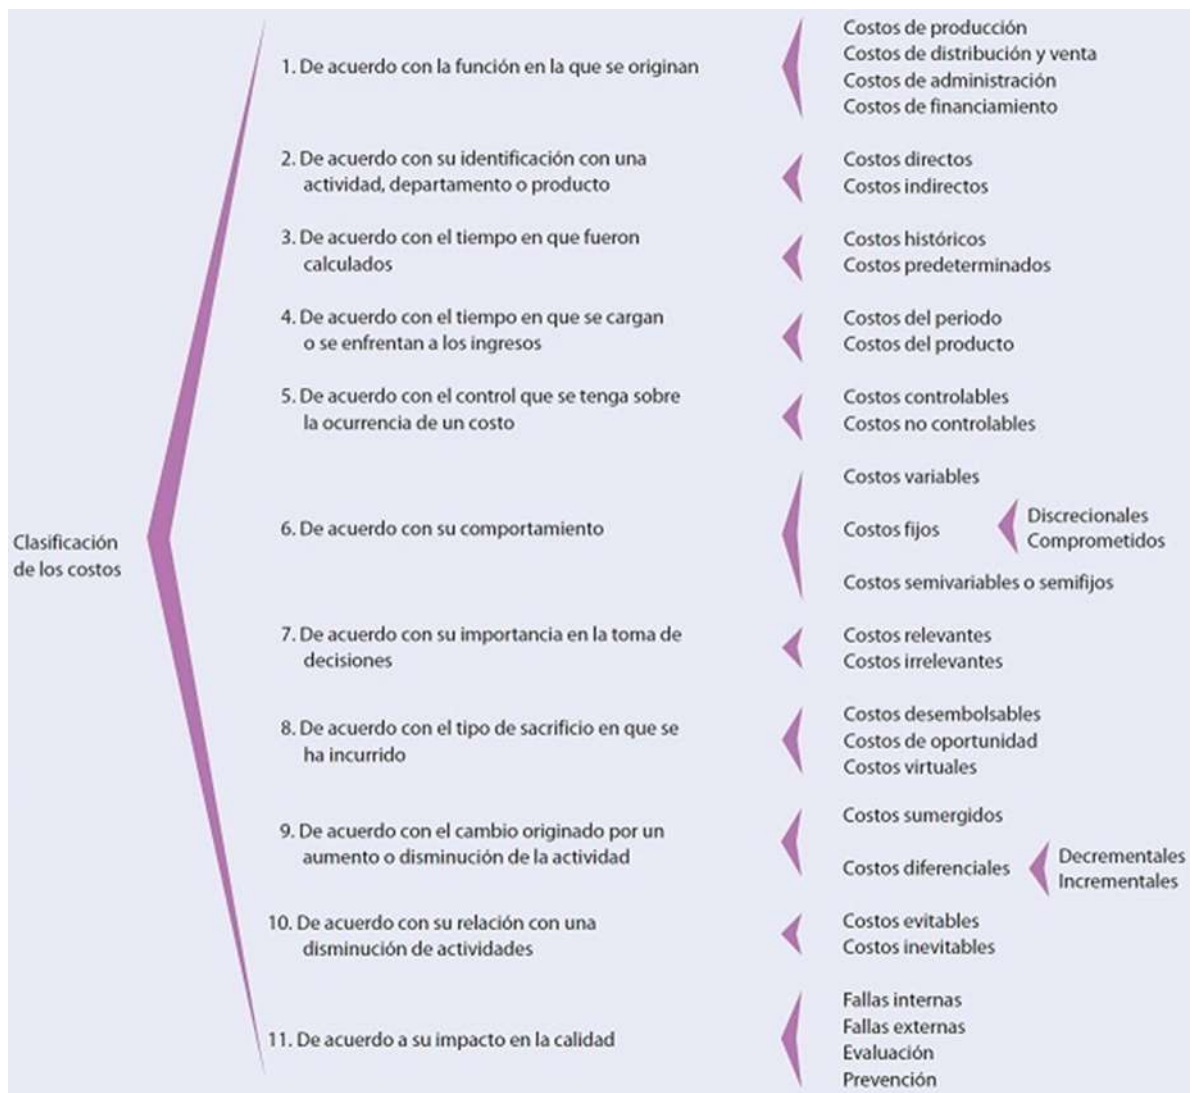 Clasificación
de los costos
1. De acuerdo con la función en la que se originan
Costos de producción
Costos de distribución y venta
Costos de administración
Costos de financiamiento
2. De acuerdo con su identificación con una
actividad, departamento o producto
Costos directos
Costos indirectos
3. De acuerdo con el tiempo en que fueron
calculados
Costos históricos
Costos predeterminados
4. De acuerdo con el tiempo en que se cargan
o se enfrentan a los ingresos
Costos del periodo
Costos del producto
5. De acuerdo con el control que se tenga sobre
la ocurrencia de un costo
Costos controlables
Costos no controlables
6. De acuerdo con su comportamiento
Costos variables
Costos fijos
Discrecionales
Comprometidos
Costos semivariables o semifijos
7. De acuerdo con su importancia en la toma de
decisiones
Costos relevantes
Costos irrelevantes
8. De acuerdo con el tipo de sacrificio en que se
ha incurrido
Costos desembolsables
Costos de oportunidad
Costos virtuales
9. De acuerdo con el cambio originado por un
aumento o disminución de la actividad
Costos sumergidos
Costos diferenciales
Decrementales
Incrementales
10. De acuerdo con su relación con una
disminución de actividades
Costos evitables
Costos inevitables
11. De acuerdo a su impacto en la calidad
Fallas internas
Fallas externas
Evaluación
Prevención